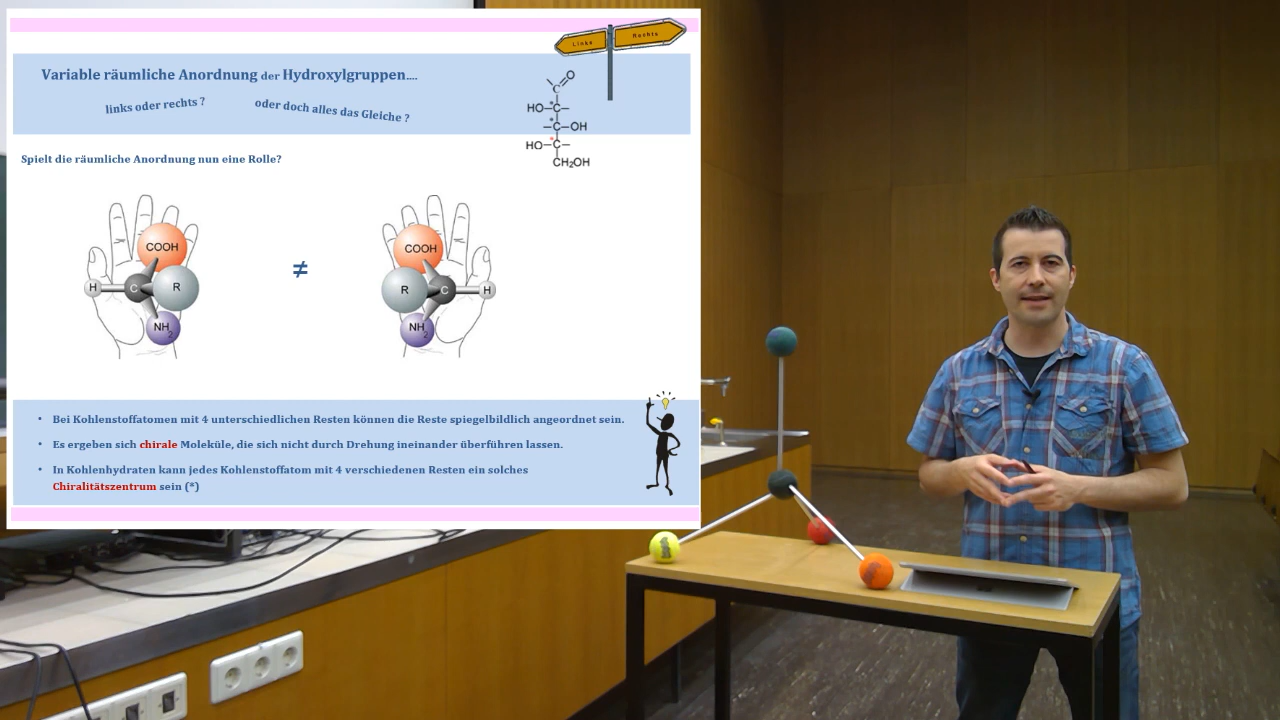 Links
Rechts
Variable räumliche Anordnung der Hydroxylgruppen....
links oder rechts ?
oder doch alles das Gleiche ?
O
C
HO–C–
–C–OH
HO–C–
CH₂OH
* * *
Spielt die räumliche Anordnung nun eine Rolle?
COOH
H C R
NH₂
≠
COOH
R C H
NH₂
• Bei Kohlenstoffatomen mit 4 unterschiedlichen Resten können die Reste spiegelbildlich angeordnet sein.
• Es ergeben sich chirale Moleküle, die sich nicht durch Drehung ineinander überführen lassen.
• In Kohlenhydraten kann jedes Kohlenstoffatom mit 4 verschiedenen Resten ein solches
Chiralitätszentrum sein (*)